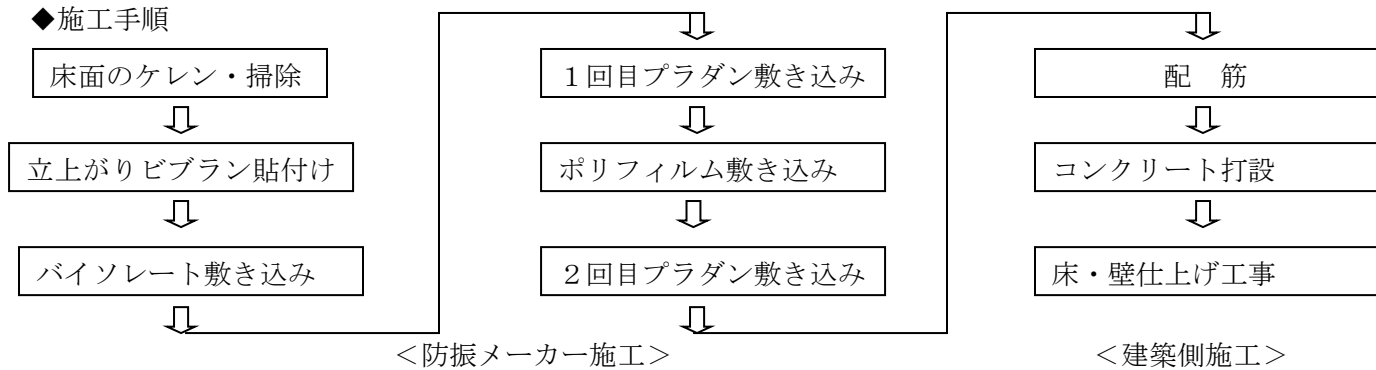 ◆施工手順
床面のケレン・掃除
立上がりビブラン貼付け
バイソレート敷き込み
１回目プラダン敷き込み
ポリフィルム敷き込み
２回目プラダン敷き込み
配　筋
コンクリート打設
床・壁仕上げ工事
＜防振メーカー施工＞
＜建築側施工＞